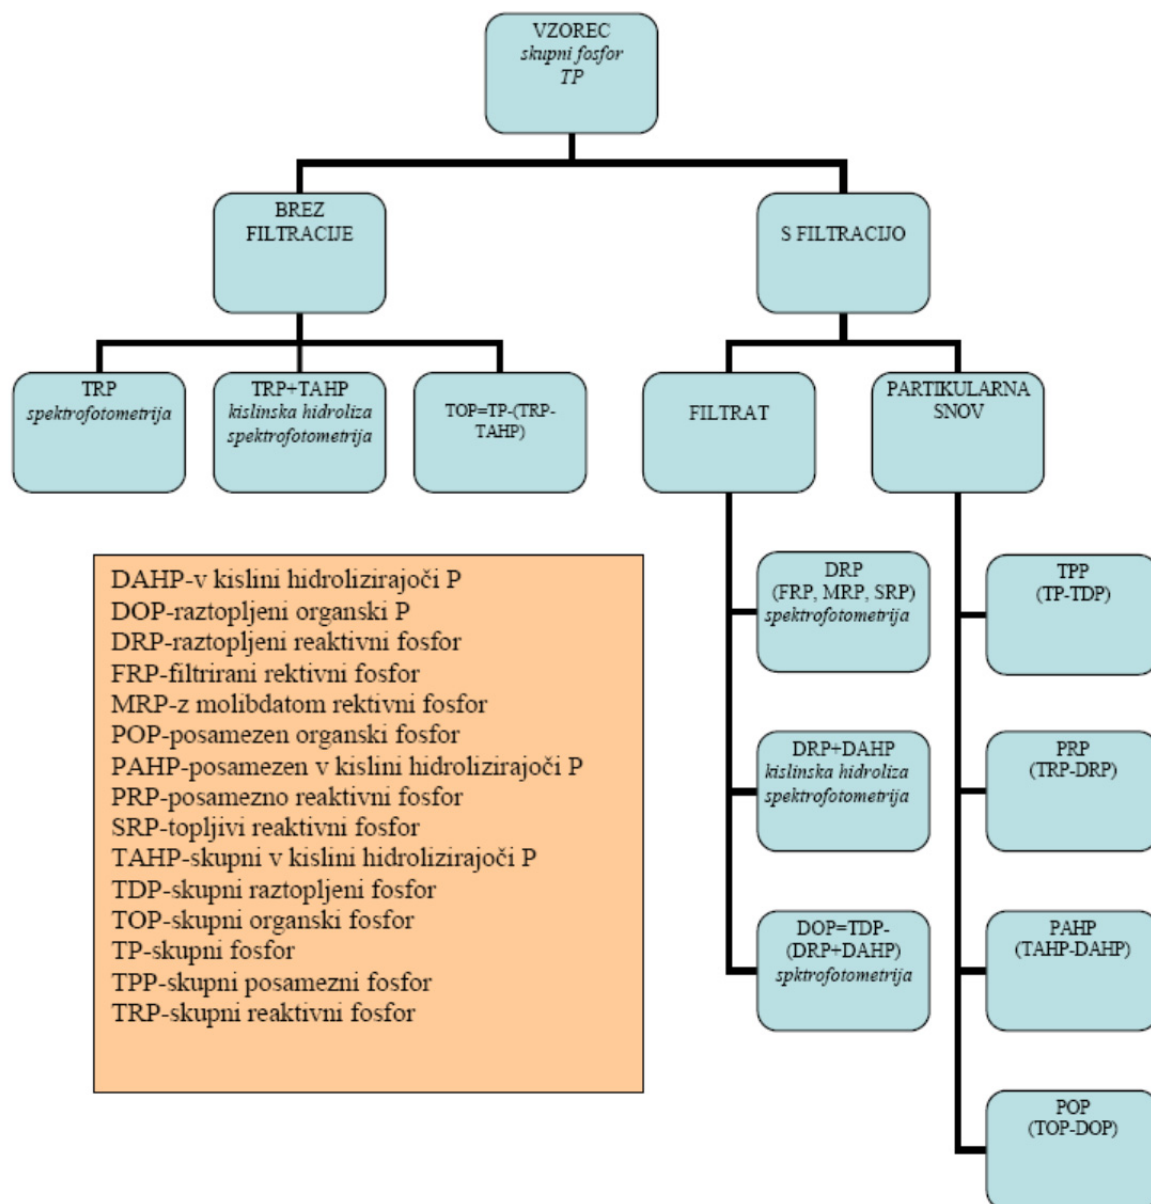 VZOREC
skupni fosfor
TP
BREZ
FILTRACIJE
S FILTRACIJO
TRP
spektrofotometrija
TRP+TAHP
kislinska hidroliza
spektrofotometrija
TOP=TP-(TRP-
TAHP)
FILTRAT
PARTIKULARNA
SNOV
DRP
(FRP, MRP, SRP)
spektrofotometrija
DRP+DAHP
kislinska hidroliza
spektrofotometrija
DOP=TDP-
(DRP+DAHP)
spktrofotometrija
TPP
(TP-TDP)
PRP
(TRP-DRP)
PAHP
(TAHP-DAHP)
POP
(TOP-DOP)
DAHP-v kislini hidrolizirajoči P
DOP-raztopljeni organski P
DRP-raztopljeni reaktivni fosfor
FRP-filtrirani rektivni fosfor
MRP-z molibdatom rektivni fosfor
POP-posamezen organski fosfor
PAHP-posamezen v kislini hidrolizirajoči P
PRP-posamezno reaktivni fosfor
SRP-topljivi reaktivni fosfor
TAHP-skupni v kislini hidrolizirajoči P
TDP-skupni raztopljeni fosfor
TOP-skupni organski fosfor
TP-skupni fosfor
TPP-skupni posamezni fosfor
TRP-skupni reaktivni fosfor